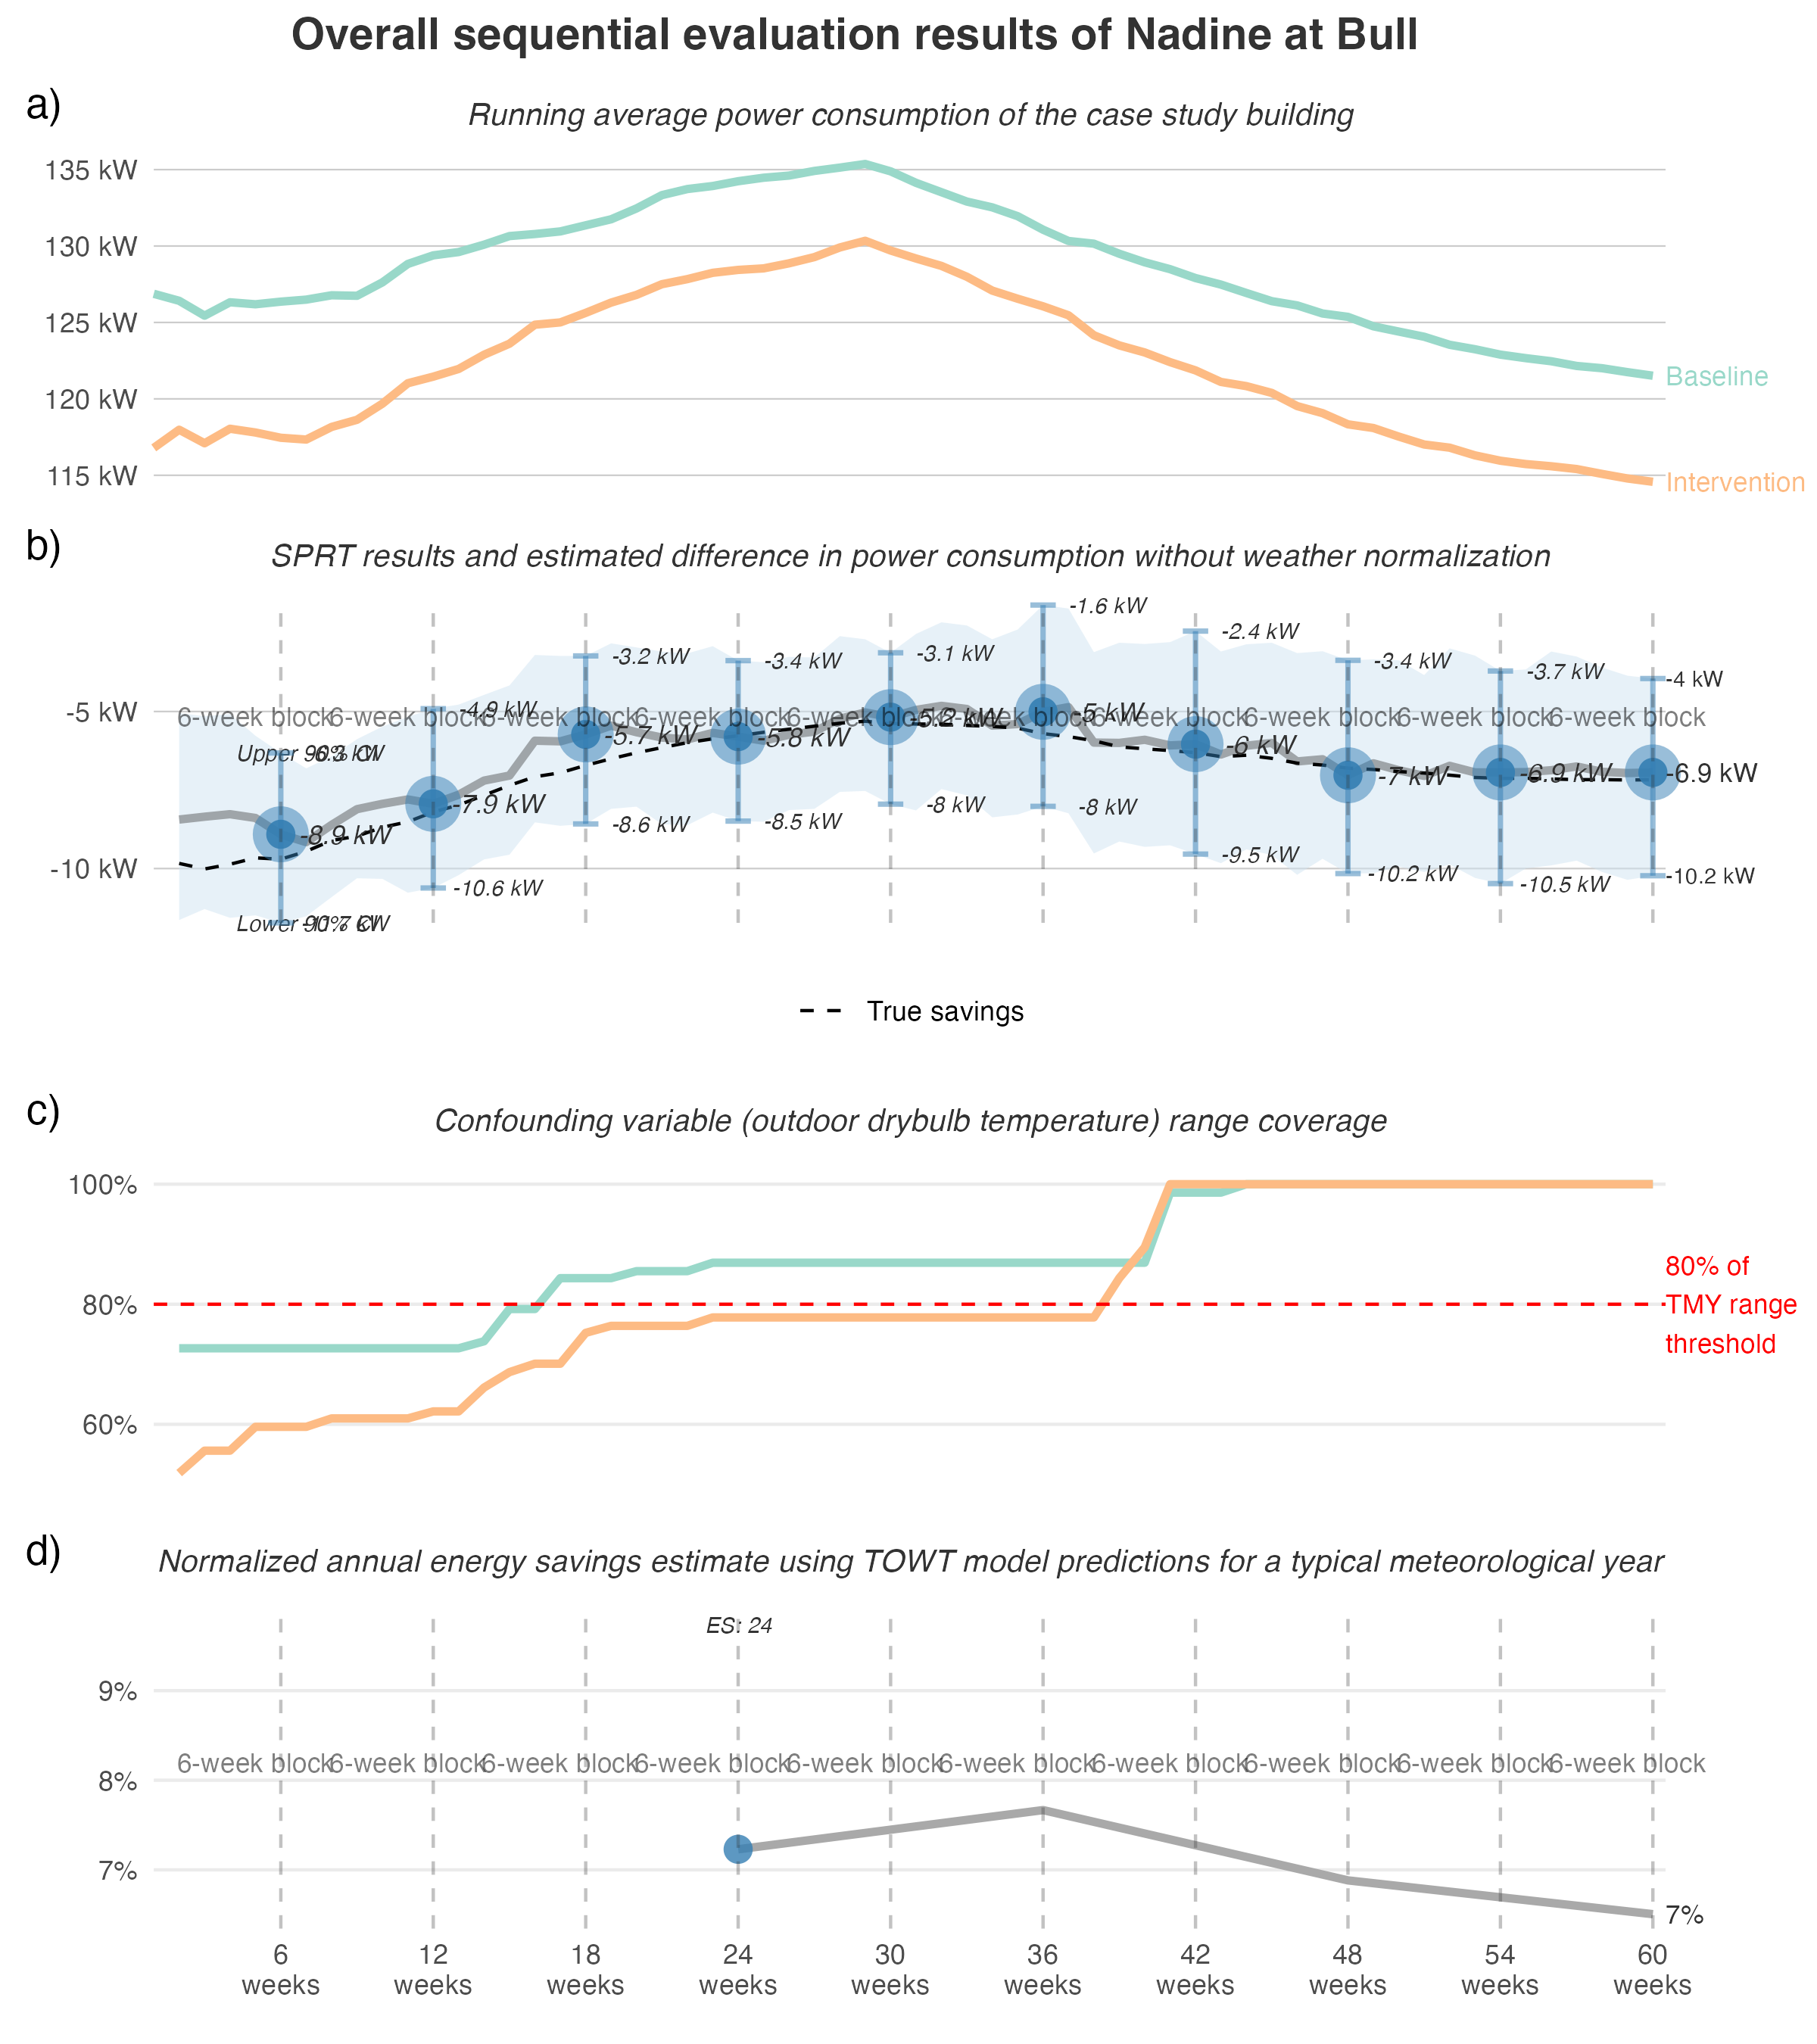 Overall sequential evaluation results of Nadine at Bull
a)
Running average power consumption of the case study building
135 kW
130 kW
125 kW
120 kW
115 kW
Baseline
Intervention
b)
SPRT results and estimated difference in power consumption without weather normalization
-1.6 kW
-2.4 kW
-3.2 kW
-3.4 kW
-3.1 kW
-3.4 kW
-3.7 kW
-4 kW
-4.9 kW
-5 kW
6-week block
6-week block
6-week block
6-week block
6-week block
6-week block
6-week block
6-week block
6-week block
6-week block
Upper 90% CI
-6.3 kW
-8.9 kW
-7.9 kW
-5.7 kW
-5.8 kW
-5.2 kW
-5 kW
-6 kW
-7 kW
-6.9 kW
-6.9 kW
-10 kW
-8.6 kW
-8.5 kW
-8 kW
-8 kW
-9.5 kW
-10.2 kW
-10.5 kW
-10.2 kW
-10.6 kW
Lower 90% CI
-11.7 kW
True savings
c)
Confounding variable (outdoor drybulb temperature) range coverage
100%
80%
60%
80% of
TMY range
threshold
d)
Normalized annual energy savings estimate using TOWT model predictions for a typical meteorological year
ES: 24
9%
8%
7%
6-week block
6-week block
6-week block
6-week block
6-week block
6-week block
6-week block
6-week block
6-week block
6-week block
7%
6
weeks
12
weeks
18
weeks
24
weeks
30
weeks
36
weeks
42
weeks
48
weeks
54
weeks
60
weeks